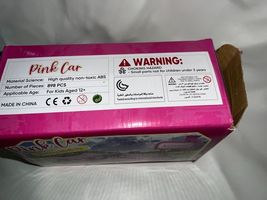 Pink Car
Material Science: High quality non-toxic ABS
Number of Pieces: 898 PCS
Applicable Age: For Kids Aged 12+
MADE IN CHINA
WARNING:
CHOKING HAZARD
Small parts not for children under 3 years
Pink Car